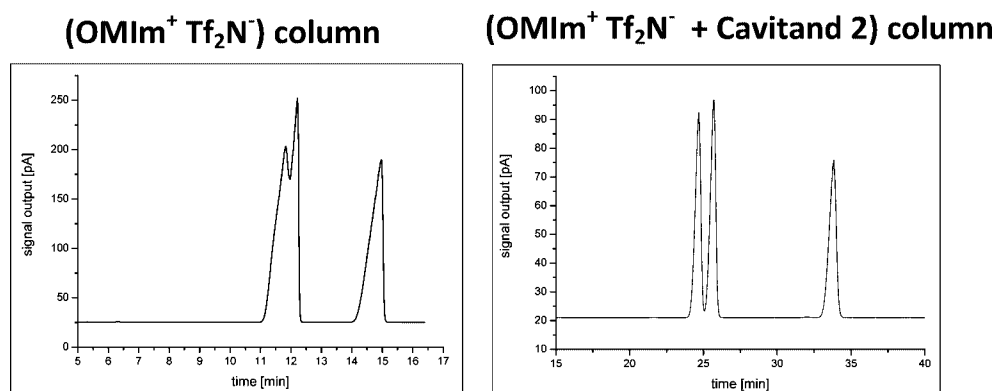 (OMIm⁺ Tf₂N⁻) column
250
200
150
100
50
0
signal output [pA]
5 6 7 8 9 10 11 12 13 14 15 16 17
time [min]
(OMIm⁺ Tf₂N⁻ + Cavitand 2) column
100
90
80
70
60
50
40
30
20
10
signal output [pA]
15 20 25 30 35 40
time [min]